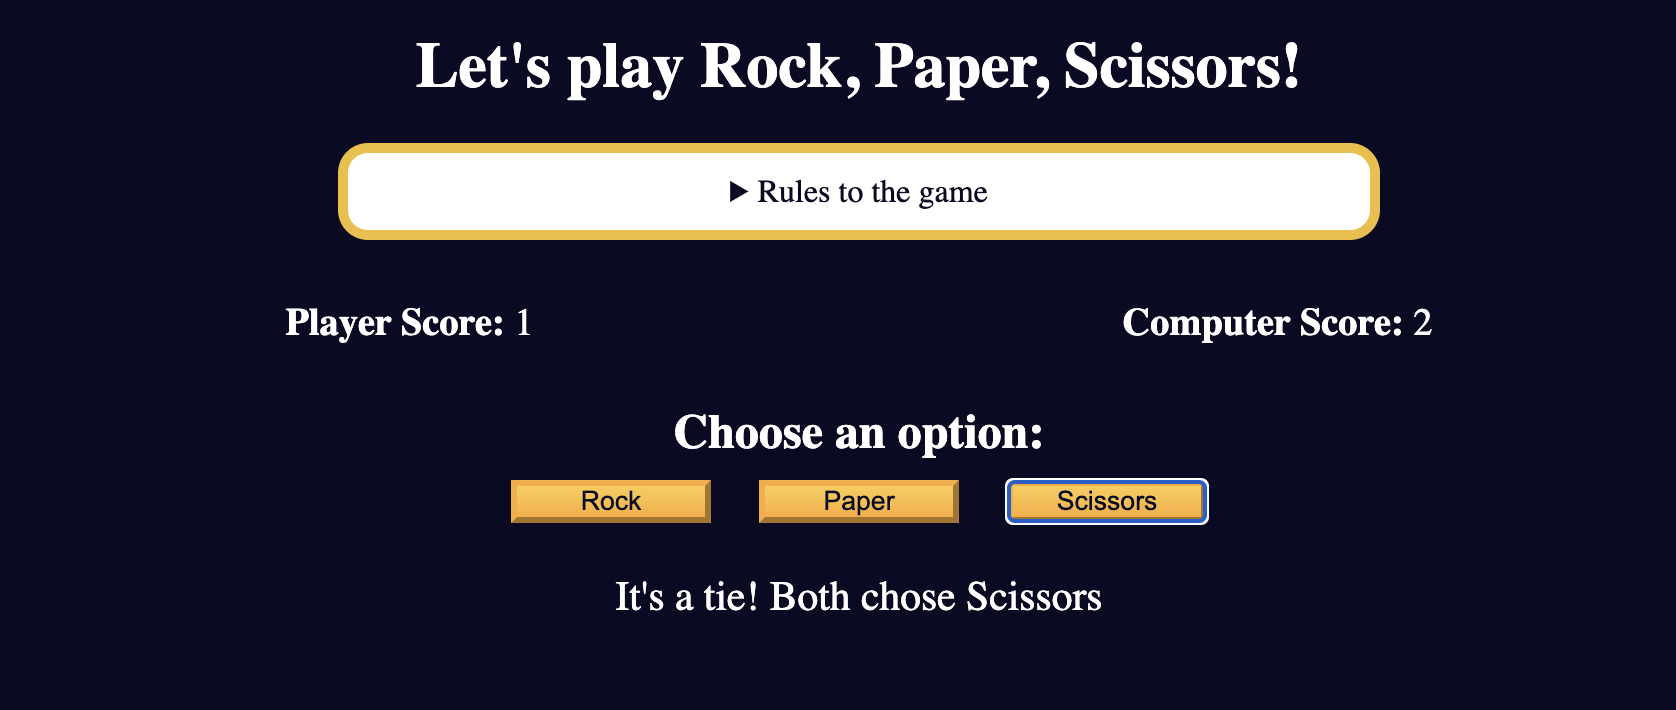 Let's play Rock, Paper, Scissors!
▶ Rules to the game
Player Score: 1 Computer Score: 2
Choose an option:
Rock Paper Scissors
It's a tie! Both chose Scissors